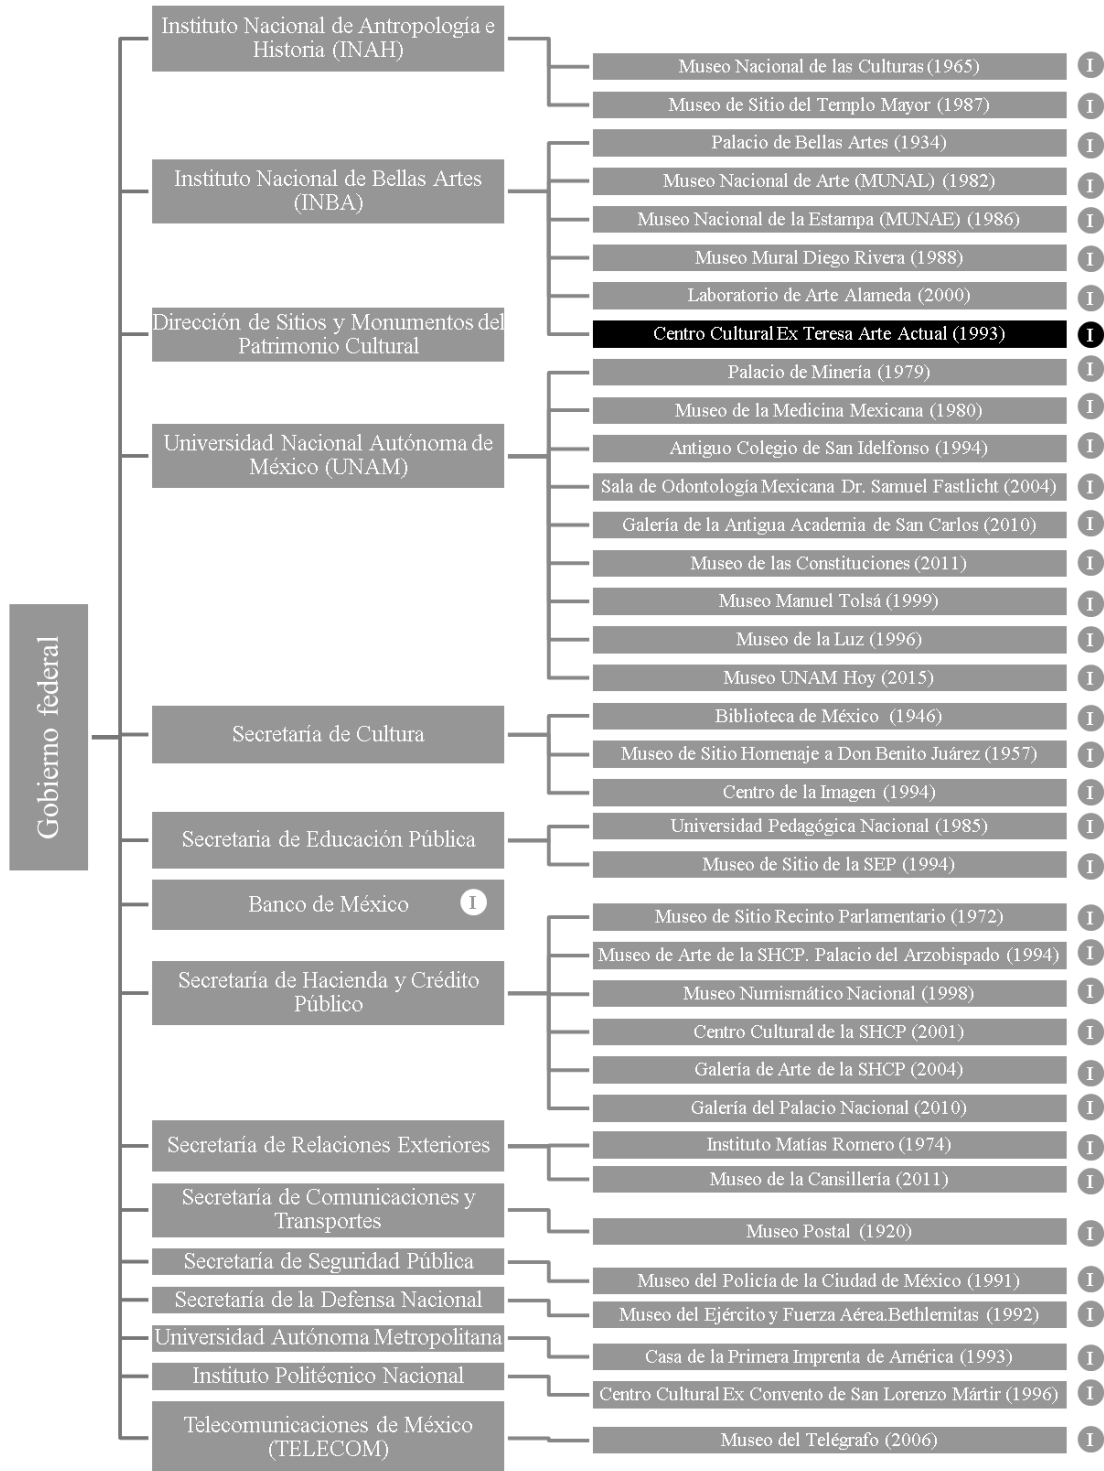 Gobierno federal
Instituto Nacional de Antropología e
Historia (INAH)
Museo Nacional de las Culturas (1965) I
Museo de Sitio del Templo Mayor (1987) I
Instituto Nacional de Bellas Artes
(INBA)
Palacio de Bellas Artes (1934) I
Museo Nacional de Arte (MUNAL) (1982) I
Museo Nacional de la Estampa (MUNAE) (1986) I
Museo Mural Diego Rivera (1988) I
Laboratorio de Arte Alameda (2000) I
Centro Cultural Ex Teresa Arte Actual (1993) I
Dirección de Sitios y Monumentos del
Patrimonio Cultural
Universidad Nacional Autónoma de
México (UNAM)
Palacio de Minería (1979) I
Museo de la Medicina Mexicana (1980) I
Antiguo Colegio de San Idelfonso (1994) I
Sala de Odontología Mexicana Dr. Samuel Fastlicht (2004) I
Galería de la Antigua Academia de San Carlos (2010) I
Museo de las Constituciones (2011) I
Museo Manuel Tolsá (1999) I
Museo de la Luz (1996) I
Museo UNAM Hoy (2015) I
Secretaría de Cultura
Biblioteca de México (1946) I
Museo de Sitio Homenaje a Don Benito Juárez (1957) I
Centro de la Imagen (1994) I
Secretaria de Educación Pública
Universidad Pedagógica Nacional (1985) I
Museo de Sitio de la SEP (1994) I
Banco de México I
Secretaría de Hacienda y Crédito
Público
Museo de Sitio Recinto Parlamentario (1972) I
Museo de Arte de la SHCP. Palacio del Arzobispado (1994) I
Museo Numismático Nacional (1998) I
Centro Cultural de la SHCP (2001) I
Galería de Arte de la SHCP (2004) I
Galería del Palacio Nacional (2010) I
Secretaría de Relaciones Exteriores
Instituto Matías Romero (1974) I
Museo de la Cansillería (2011) I
Secretaría de Comunicaciones y
Transportes
Museo Postal (1920) I
Secretaría de Seguridad Pública
Museo del Policía de la Ciudad de México (1991) I
Secretaría de la Defensa Nacional
Museo del Ejército y Fuerza Aérea.Bethlemitas (1992) I
Universidad Autónoma Metropolitana
Casa de la Primera Imprenta de América (1993) I
Instituto Politécnico Nacional
Centro Cultural Ex Convento de San Lorenzo Mártir (1996) I
Telecomunicaciones de México
(TELECOM)
Museo del Telégrafo (2006) I